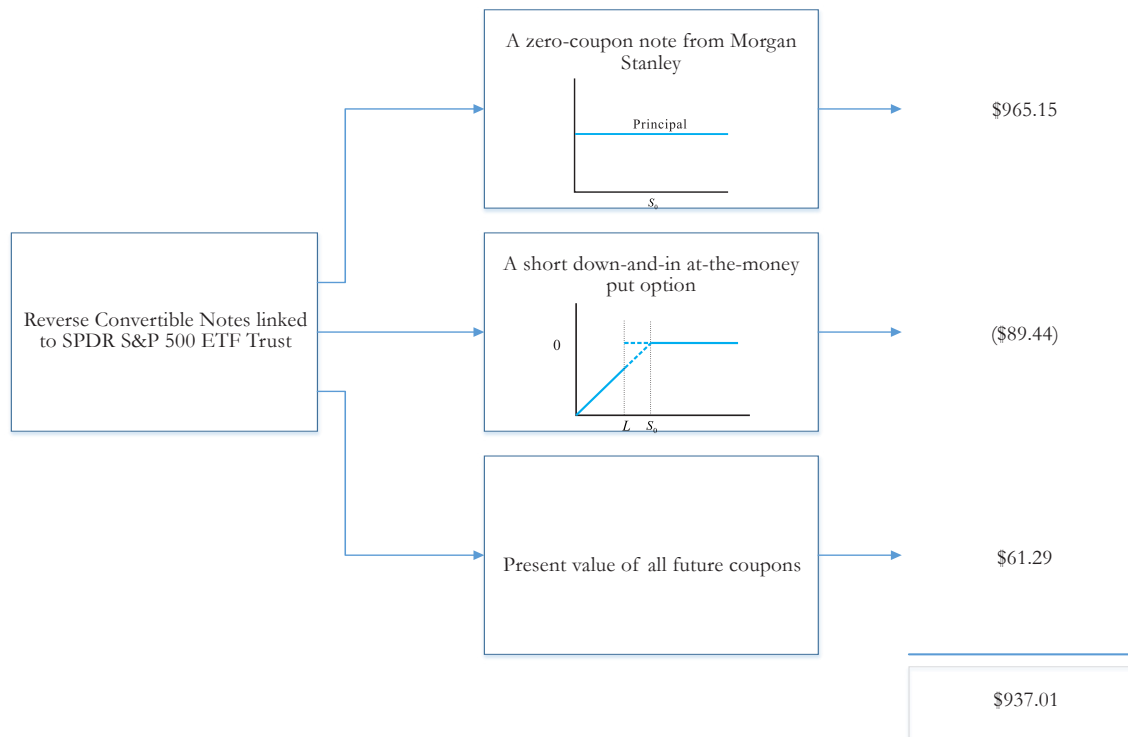 A zero-coupon note from Morgan
Stanley
Principal
S₀
$965.15
Reverse Convertible Notes linked
to SPDR S&P 500 ETF Trust
A short down-and-in at-the-money
put option
0
L S₀
($89.44)
Present value of all future coupons
$61.29
$937.01